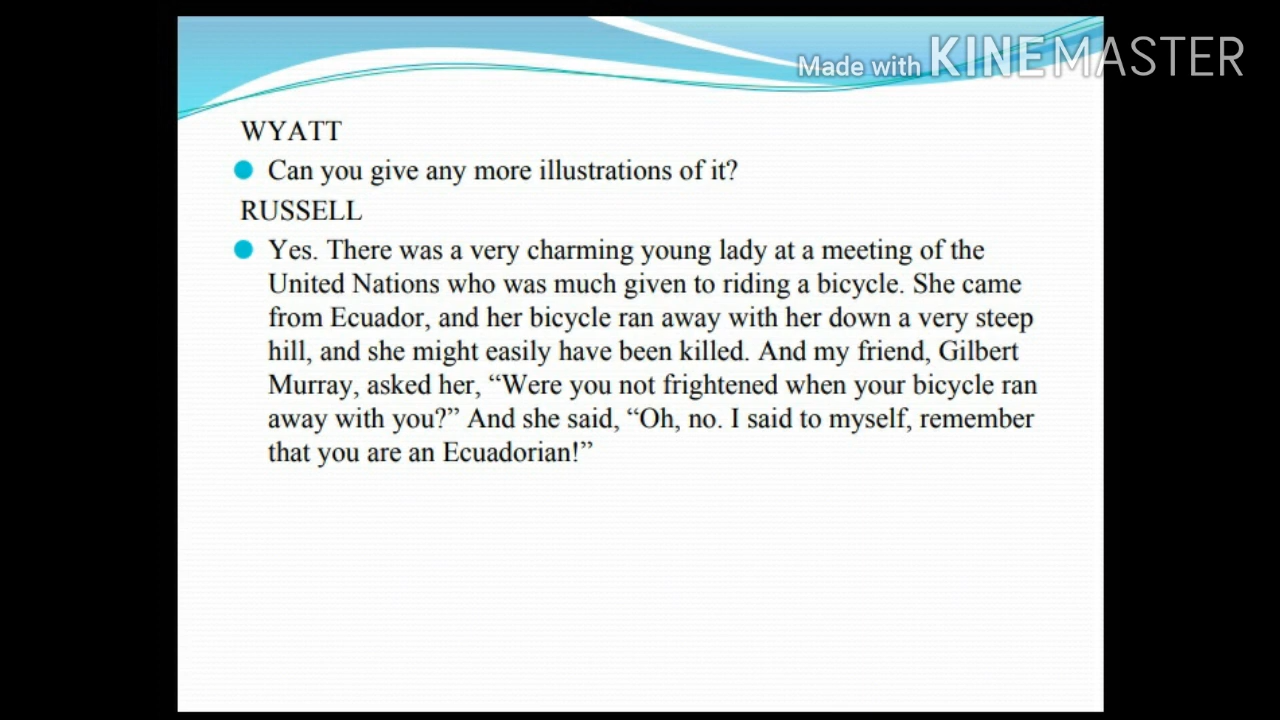 Made with KINEMASTER
WYATT
Can you give any more illustrations of it?
RUSSELL
Yes. There was a very charming young lady at a meeting of the
United Nations who was much given to riding a bicycle. She came
from Ecuador, and her bicycle ran away with her down a very steep
hill, and she might easily have been killed. And my friend, Gilbert
Murray, asked her, “Were you not frightened when your bicycle ran
away with you?” And she said, “Oh, no. I said to myself, remember
that you are an Ecuadorian!”